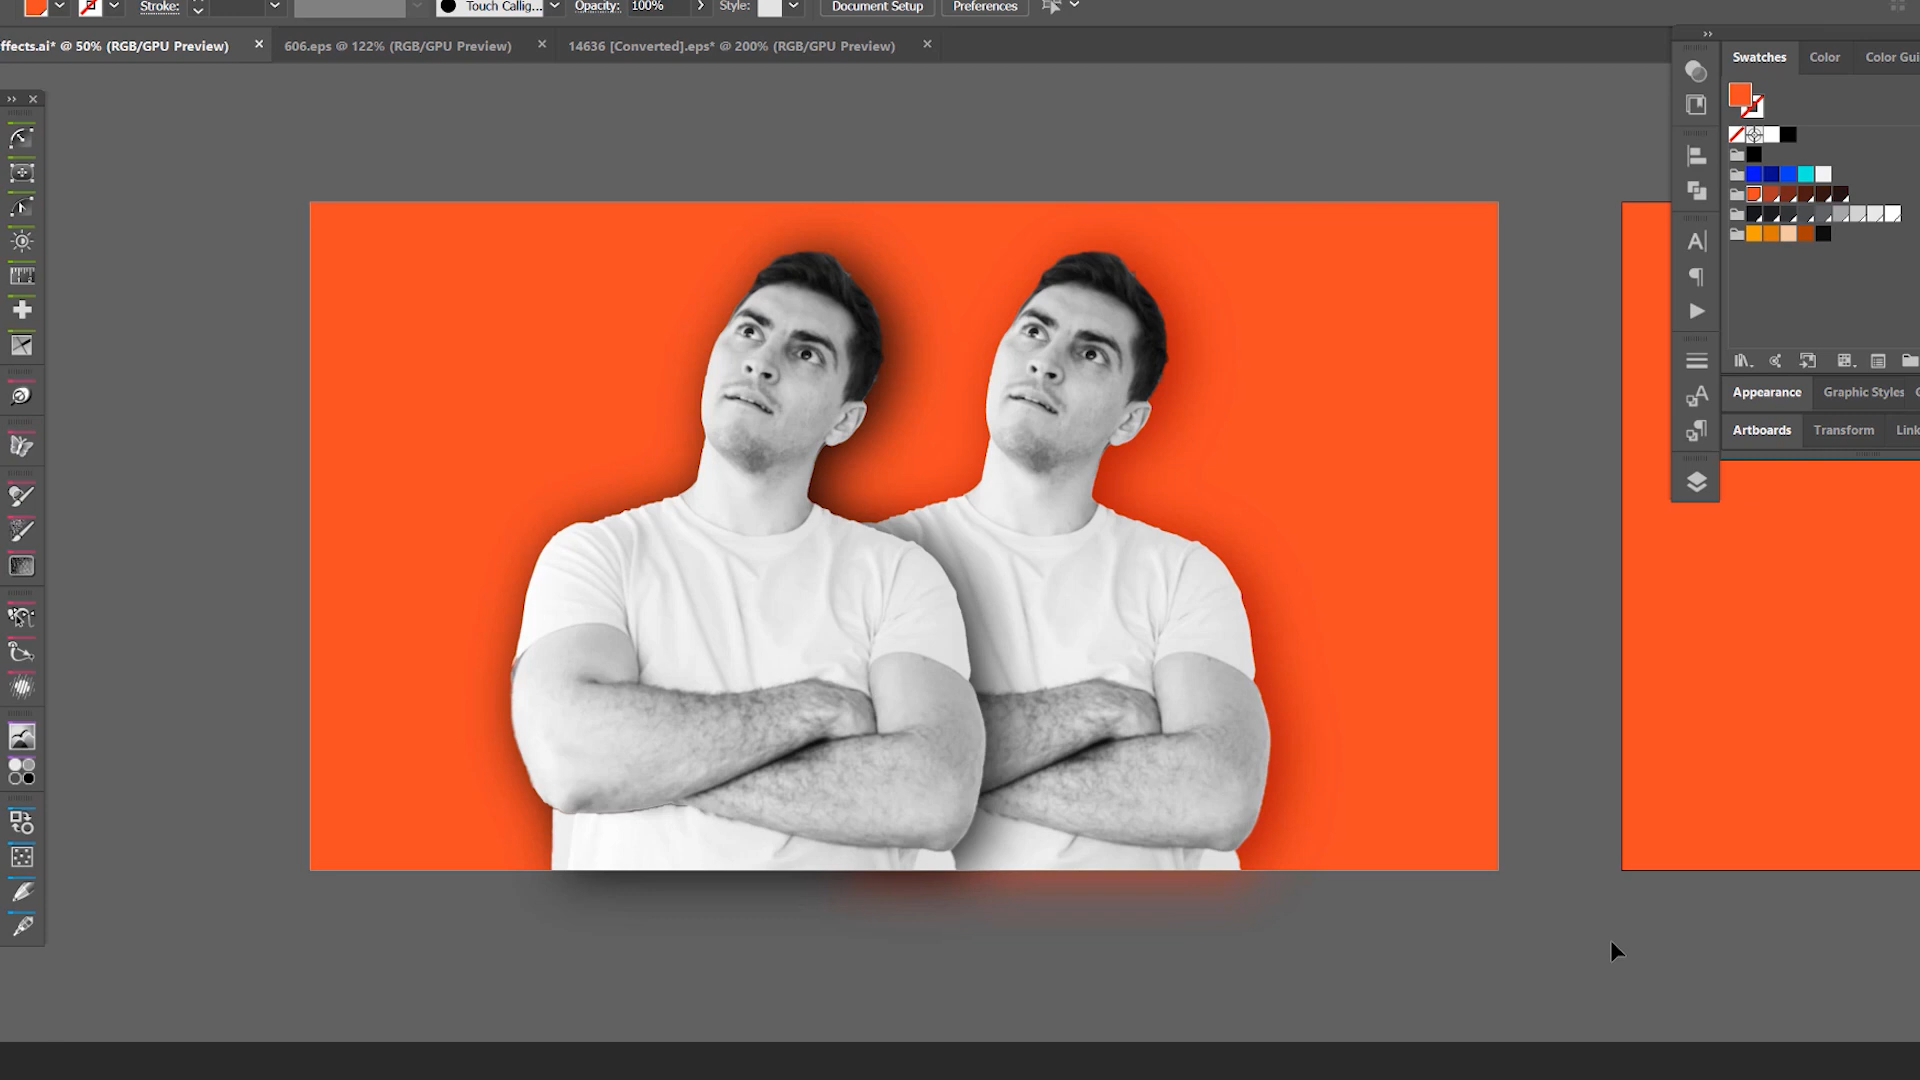 Stroke:
Touch Callig...
Opacity: 100%
Style:
Document Setup
Preferences
ffects.ai* @ 50% (RGB/GPU Preview)
606.eps @ 122% (RGB/GPU Preview)
14636 [Converted].eps* @ 200% (RGB/GPU Preview)
Swatches
Color
Color Gui
Appearance
Graphic Styles
Artboards
Transform
Link